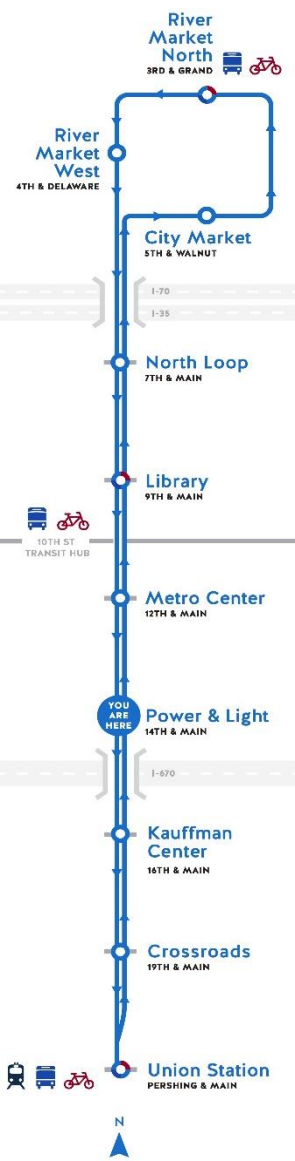 River
Market
North
3RD & GRAND
River
Market
West
4TH & DELAWARE
City Market
5TH & WALNUT
I-70
I-35
North Loop
7TH & MAIN
Library
9TH & MAIN
10TH ST
TRANSIT HUB
Metro Center
12TH & MAIN
YOU
ARE
HERE
Power & Light
14TH & MAIN
I-670
Kauffman
Center
16TH & MAIN
Crossroads
19TH & MAIN
Union Station
PERSHING & MAIN
N